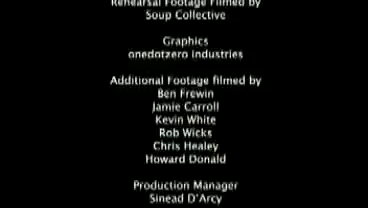 Rehearsal Footage Filmed by
Soup Collective
Graphics
onedotzero industries
Additional Footage filmed by
Ben Frewin
Jamie Carroll
Kevin White
Rob Wicks
Chris Healey
Howard Donald
Production Manager
Sinead D'Arcy